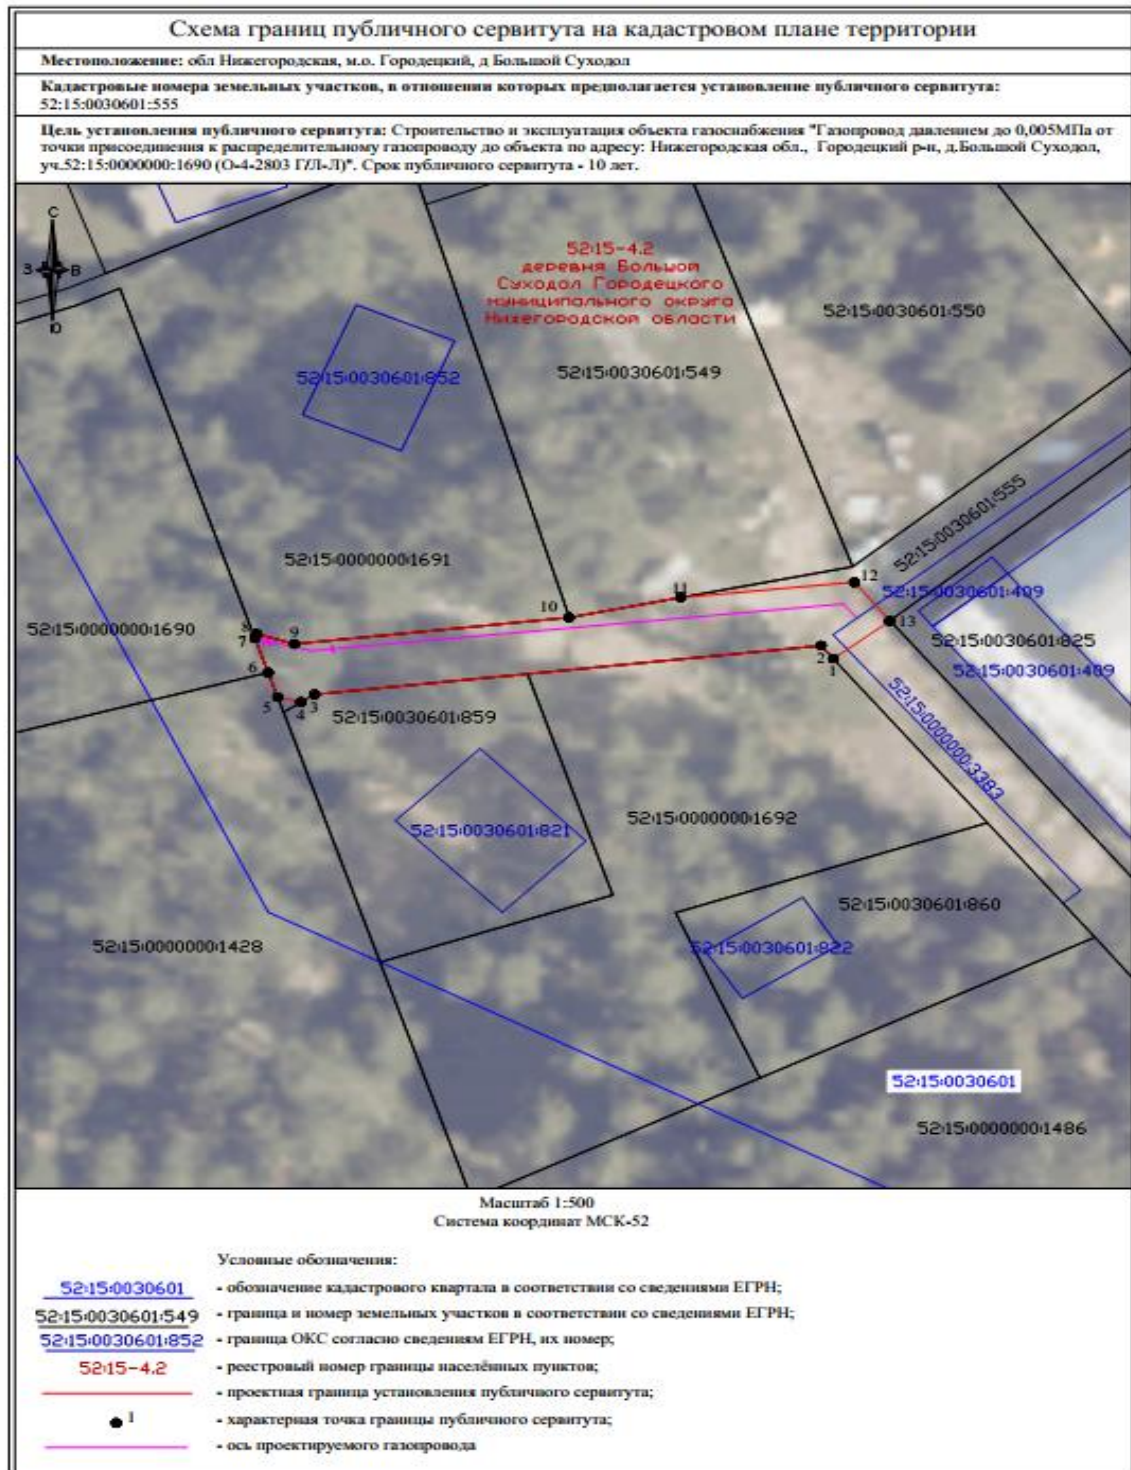 Схема границ публичного сервитута на кадастровом плане территории
Местоположение: обл Нижегородская, м.о. Городецкий, д Большой Суходол
Кадастровые номера земельных участков, в отношении которых предполагается установление публичного сервитута:
52:15:0030601:555
Цель установления публичного сервитута: Строительство и эксплуатация объекта газоснабжения "Газопровод давлением до 0,005МПа от
точки присоединения к распределительному газопроводу до объекта по адресу: Нижегородская обл., Городецкий р-н, д.Большой Суходол,
уч.52:15:0000000:1690 (О-4-2803 Г/Л-Л)". Срок публичного сервитута - 10 лет.
С
З В
Ю
52:15-4.2
деревня Большой
Суходол Городецкого
муниципального округа
Нижегородской области
52:15:0030601:550
52:15:0030601:852
52:15:0030601:549
52:15:0030601:555
52:15:0000000:1691
12
11
52:15:0030601:409
10
13
52:15:0000000:1690
8
7
9
52:15:0030601:825
2
1
52:15:0030601:409
6
5
4
3
52:15:0030601:859
52:15:0000000:3383
52:15:0030601:821
52:15:0000000:1692
52:15:0030601:860
52:15:0000000:1428
52:15:0030601:822
52:15:0030601
52:15:0000000:1486
Масштаб 1:500
Система координат МСК-52
Условные обозначения:
52:15:0030601 - обозначение кадастрового квартала в соответствии со сведениями ЕГРН;
52:15:0030601:549 - граница и номер земельных участков в соответствии со сведениями ЕГРН;
52:15:0030601:852 - граница ОКС согласно сведениям ЕГРН, их номер;
52:15-4.2 - реестровый номер границы населённых пунктов;
- проектная граница установления публичного сервитута;
1 - характерная точка границы публичного сервитута;
- ось проектируемого газопровода